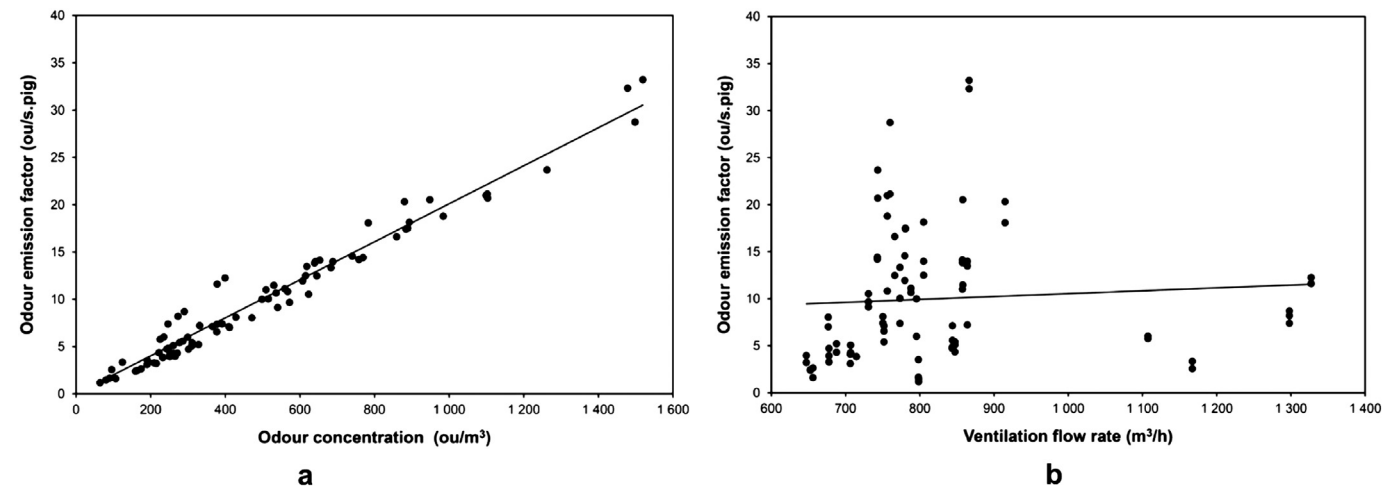 40
35
30
25
20
15
10
5
0
Odour emission factor (ou/s.pig)
0 200 400 600 800 1 000 1 200 1 400 1 600
Odour concentration (ou/m³)
a
40
35
30
25
20
15
10
5
0
Odour emission factor (ou/s.pig)
600 700 800 900 1 000 1 100 1 200 1 300 1 400
Ventilation flow rate (m³/h)
b